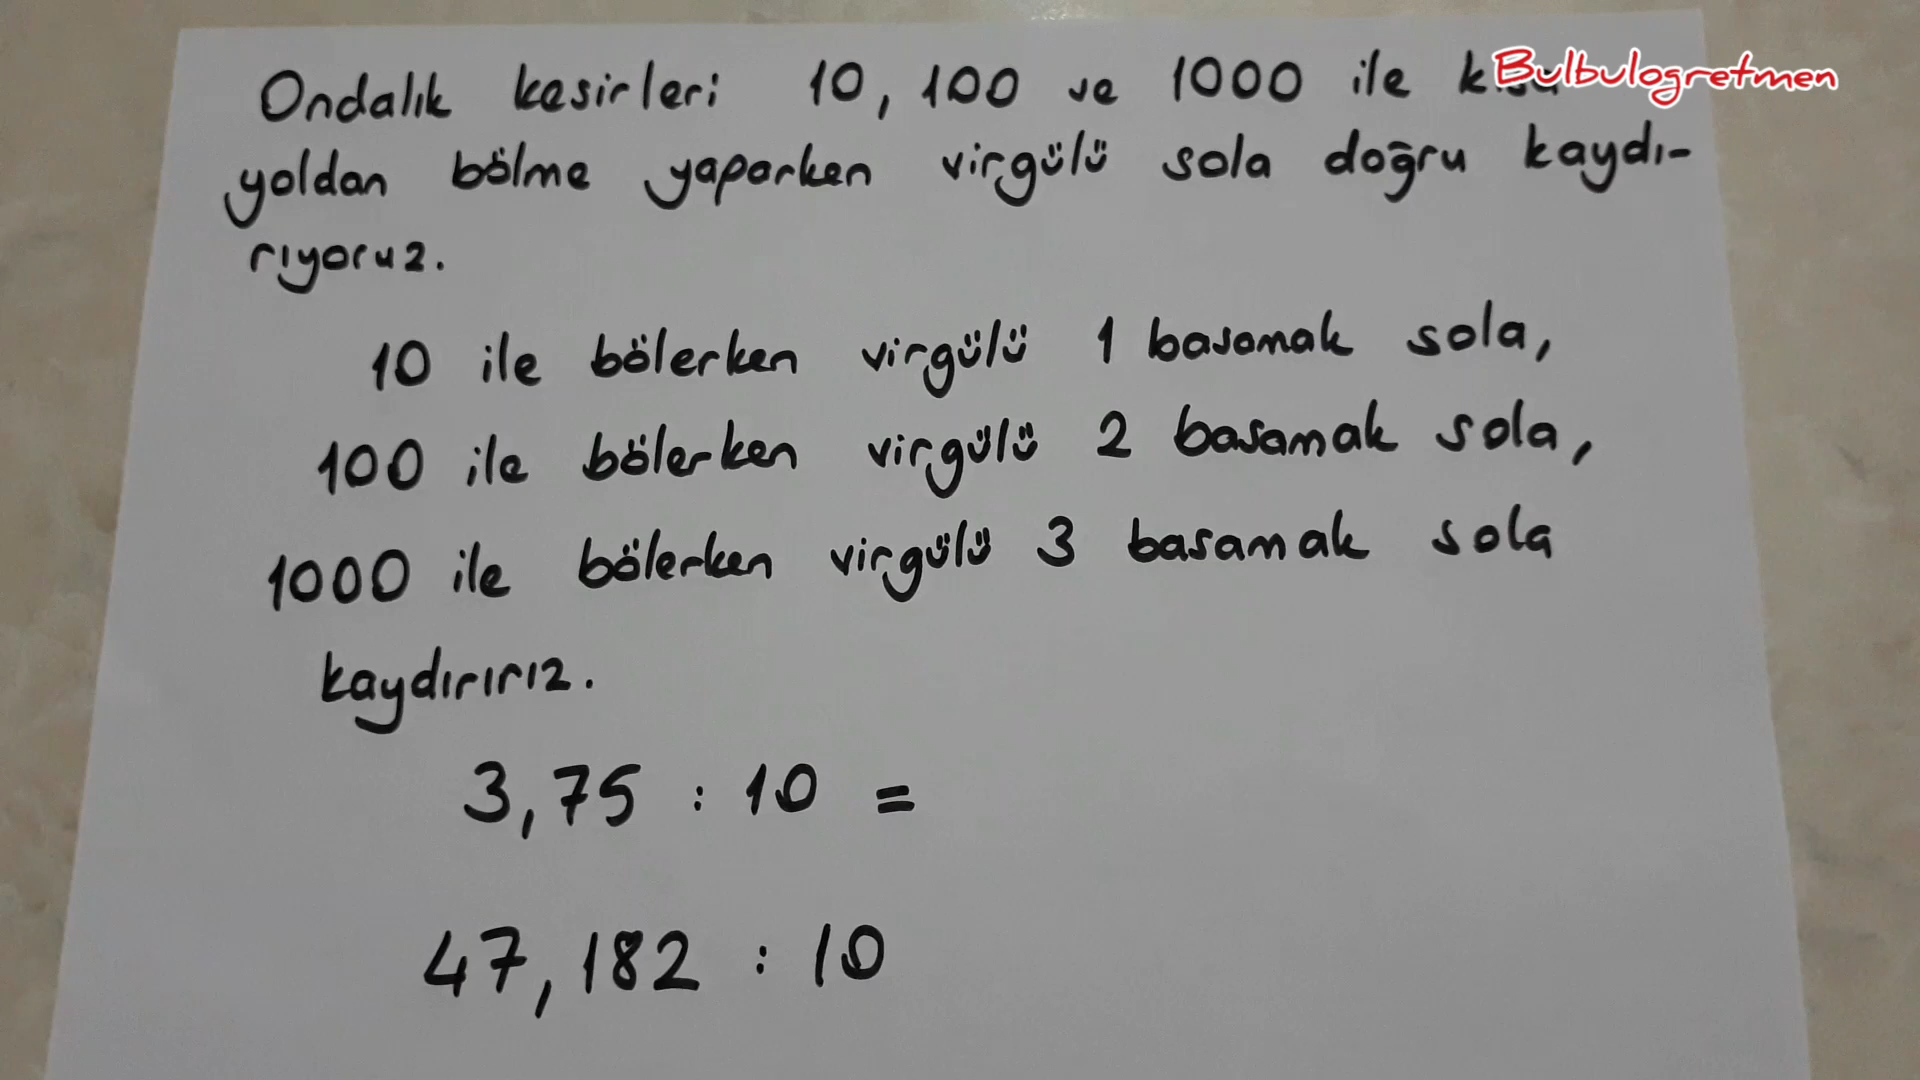 Ondalık kesirleri 10, 100 ve 1000 ile
Bulbulogretmen
yoldan bölme yaparken virgülü sola doğru kaydı-
rıyoruz.
10 ile bölerken virgülü 1 basamak sola,
100 ile bölerken virgülü 2 basamak sola,
1000 ile bölerken virgülü 3 basamak sola
kaydırırız.
3,75 : 10 =
47,182 : 10